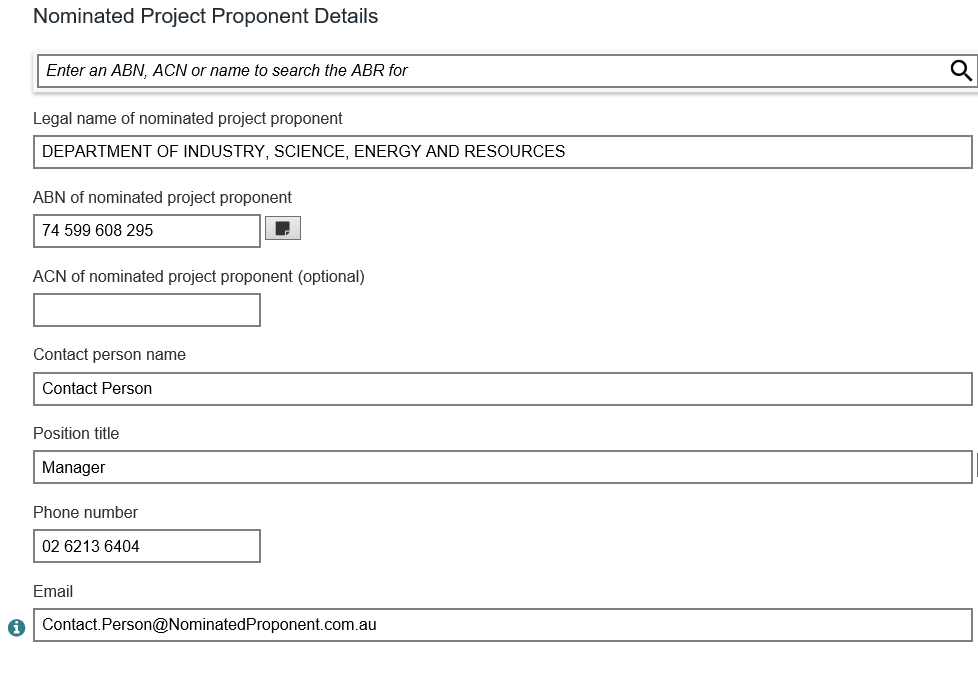 Nominated Project Proponent Details
Enter an ABN, ACN or name to search the ABR for
Legal name of nominated project proponent
DEPARTMENT OF INDUSTRY, SCIENCE, ENERGY AND RESOURCES
ABN of nominated project proponent
74 599 608 295
ACN of nominated project proponent (optional)
Contact person name
Contact Person
Position title
Manager
Phone number
02 6213 6404
Email
Contact.Person@NominatedProponent.com.au